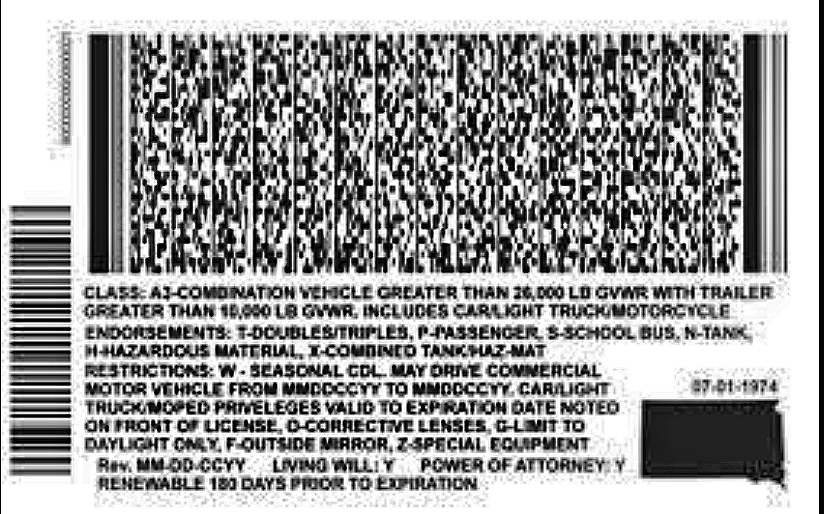 CLASS: A3-COMBINATION VEHICLE GREATER THAN 26,000 LB GVWR WITH TRAILER
GREATER THAN 10,000 LB GVWR, INCLUDES CAR/LIGHT TRUCK/MOTORCYCLE
ENDORSEMENTS: T-DOUBLES/TRIPLES, P-PASSENGER, S-SCHOOL BUS, N-TANK,
H-HAZARDOUS MATERIAL, X-COMBINED TANK/HAZ-MAT
RESTRICTIONS: W - SEASONAL CDL. MAY DRIVE COMMERCIAL
MOTOR VEHICLE FROM MMDDCCYY TO MMDDCCYY. CAR/LIGHT
TRUCK/MOPED PRIVELEGES VALID TO EXPIRATION DATE NOTED
ON FRONT OF LICENSE, D-CORRECTIVE LENSES, G-LIMIT TO
DAYLIGHT ONLY, F-OUTSIDE MIRROR, Z-SPECIAL EQUIPMENT
07-01-1974
Rev. MM-DD-CCYY LIVING WILL: Y POWER OF ATTORNEY: Y
RENEWABLE 180 DAYS PRIOR TO EXPIRATION